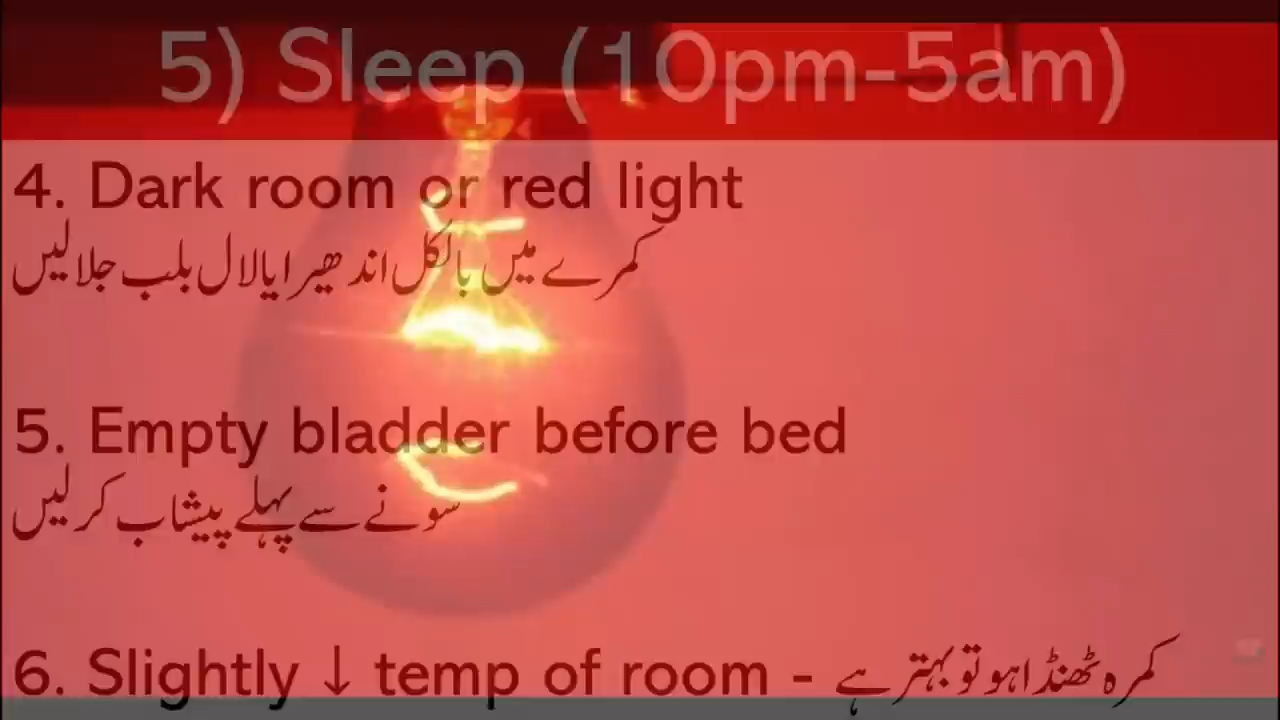 5) Sleep (10pm-5am)
4. Dark room or red light
کمرے میں بالکل اندھیرا یا لال بلب جلا لیں
5. Empty bladder before bed
سونے سے پہلے پیشاب کر لیں
6. Slightly ↓ temp of room - کمرہ ٹھنڈا ہو تو بہتر ہے